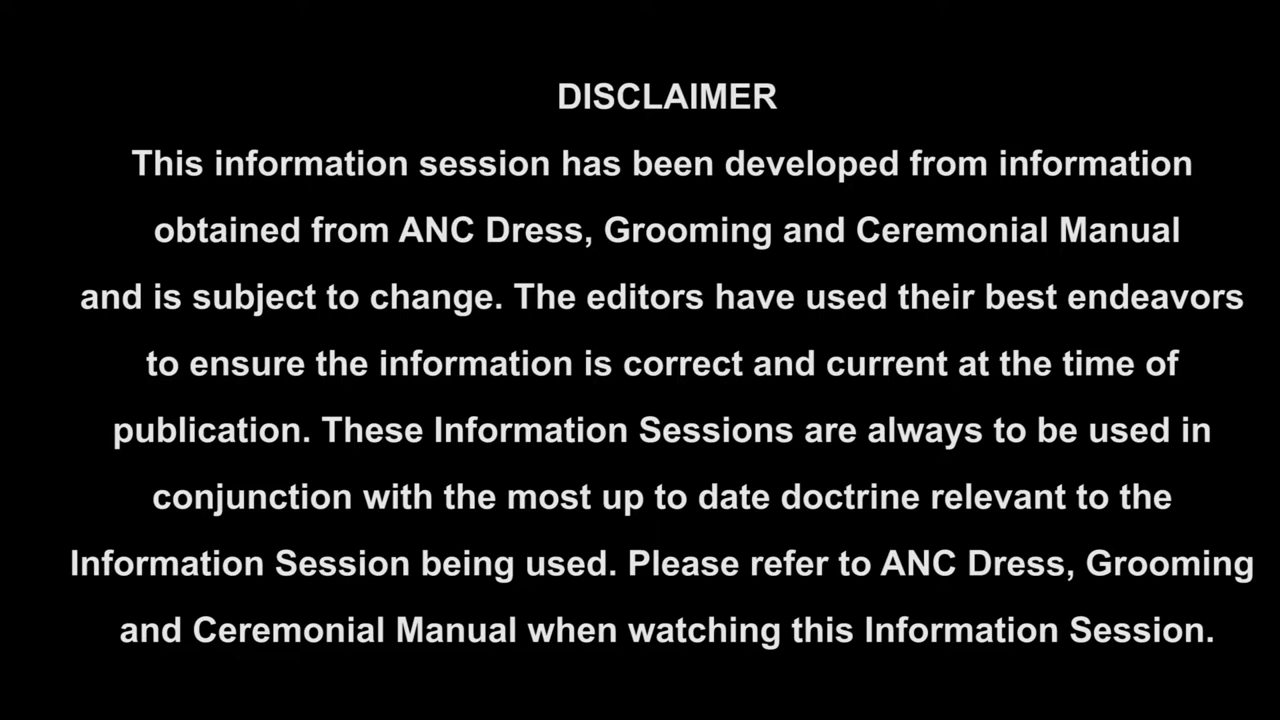 DISCLAIMER
This information session has been developed from information
obtained from ANC Dress, Grooming and Ceremonial Manual
and is subject to change. The editors have used their best endeavors
to ensure the information is correct and current at the time of
publication. These Information Sessions are always to be used in
conjunction with the most up to date doctrine relevant to the
Information Session being used. Please refer to ANC Dress, Grooming
and Ceremonial Manual when watching this Information Session.